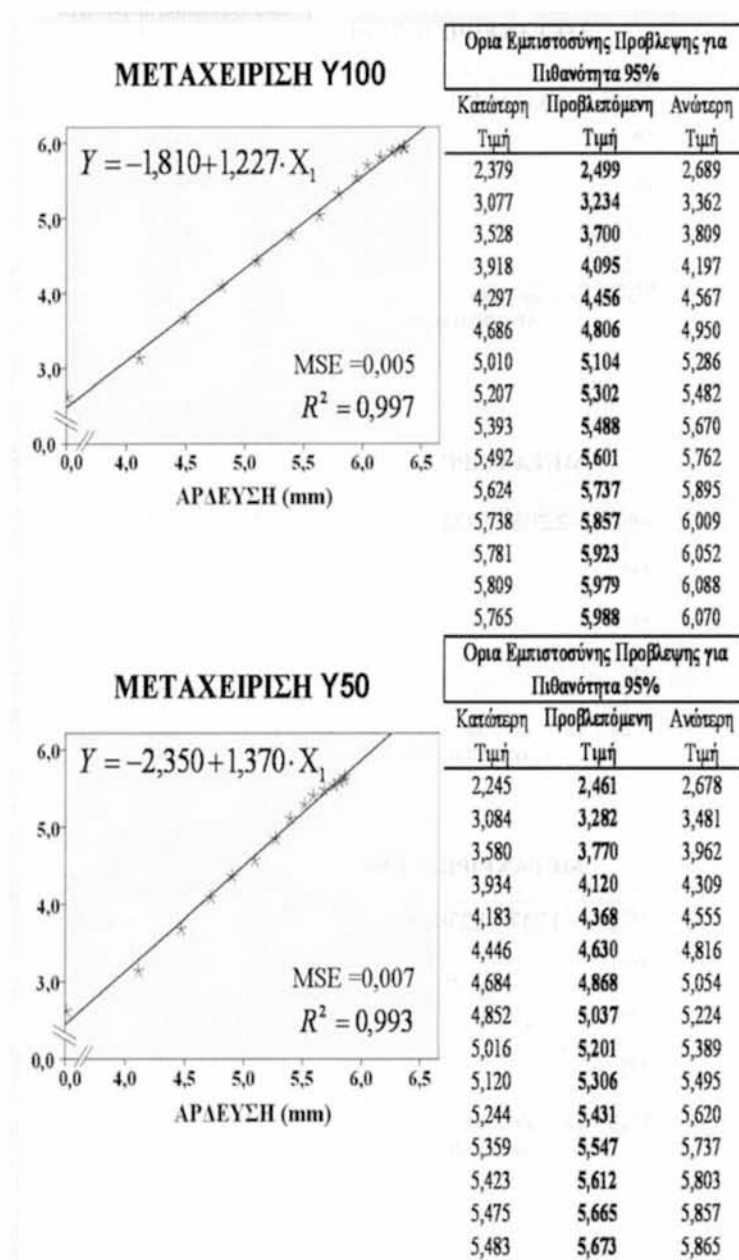 ΜΕΤΑΧΕΙΡΙΣΗ Υ100
Y = −1,810+1,227·X₁
6,0
5,0
4,0
3,0
0,0
MSE =0,005
R² = 0,997
0,0 4,0 4,5 5,0 5,5 6,0 6,5
ΑΡΔΕΥΣΗ (mm)
Ορια Εμπιστοσύνης Προβλεψης για
Πιθανότητα 95%
Κατώτερη Προβλεπόμενη Ανώτερη
Τιμή Τιμή Τιμή
2,379 2,499 2,689
3,077 3,234 3,362
3,528 3,700 3,809
3,918 4,095 4,197
4,297 4,456 4,567
4,686 4,806 4,950
5,010 5,104 5,286
5,207 5,302 5,482
5,393 5,488 5,670
5,492 5,601 5,762
5,624 5,737 5,895
5,738 5,857 6,009
5,781 5,923 6,052
5,809 5,979 6,088
5,765 5,988 6,070
ΜΕΤΑΧΕΙΡΙΣΗ Υ50
Y = −2,350+1,370·X₁
6,0
5,0
4,0
3,0
0,0
MSE =0,007
R² = 0,993
0,0 4,0 4,5 5,0 5,5 6,0 6,5
ΑΡΔΕΥΣΗ (mm)
Ορια Εμπιστοσύνης Προβλεψης για
Πιθανότητα 95%
Κατώτερη Προβλεπόμενη Ανώτερη
Τιμή Τιμή Τιμή
2,245 2,461 2,678
3,084 3,282 3,481
3,580 3,770 3,962
3,934 4,120 4,309
4,183 4,368 4,555
4,446 4,630 4,816
4,684 4,868 5,054
4,852 5,037 5,224
5,016 5,201 5,389
5,120 5,306 5,495
5,244 5,431 5,620
5,359 5,547 5,737
5,423 5,612 5,803
5,475 5,665 5,857
5,483 5,673 5,865